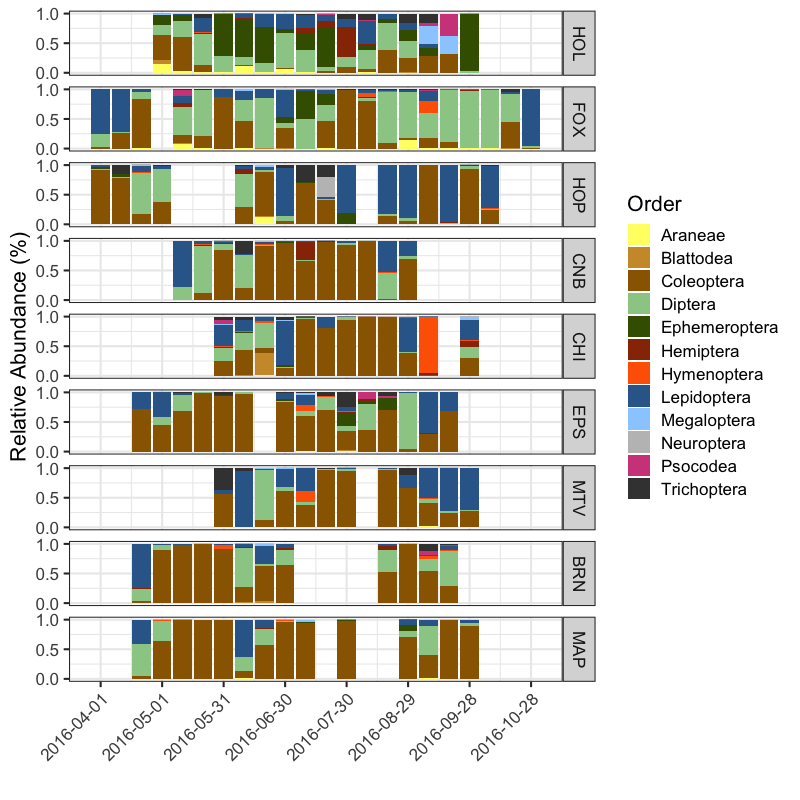 Relative Abundance (%)
1.0
0.5
0.0
HOL
1.0
0.5
0.0
FOX
1.0
0.5
0.0
HOP
1.0
0.5
0.0
CNB
1.0
0.5
0.0
CHI
1.0
0.5
0.0
EPS
1.0
0.5
0.0
MTV
1.0
0.5
0.0
BRN
1.0
0.5
0.0
MAP
2016-04-01
2016-05-01
2016-05-31
2016-06-30
2016-07-30
2016-08-29
2016-09-28
2016-10-28
Order
Araneae
Blattodea
Coleoptera
Diptera
Ephemeroptera
Hemiptera
Hymenoptera
Lepidoptera
Megaloptera
Neuroptera
Psocodea
Trichoptera